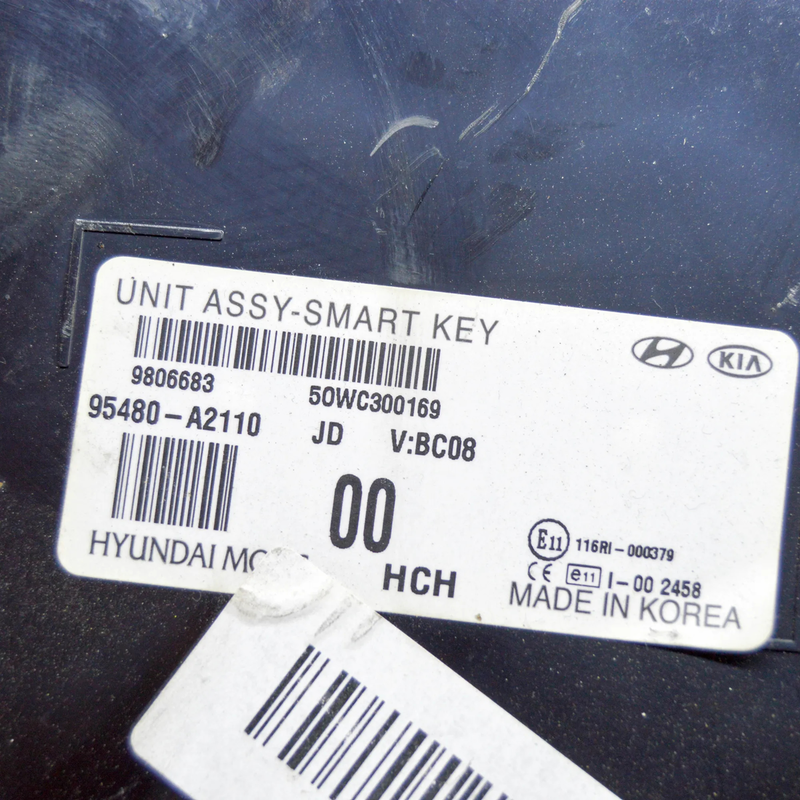 UNIT ASSY-SMART KEY
KIA
9806683 50WC300169
95480-A2110 JD V:BC08
00
E11 116RI-000379
HYUNDAI
HCH
CE e11 I-00 2458
MADE IN KOREA